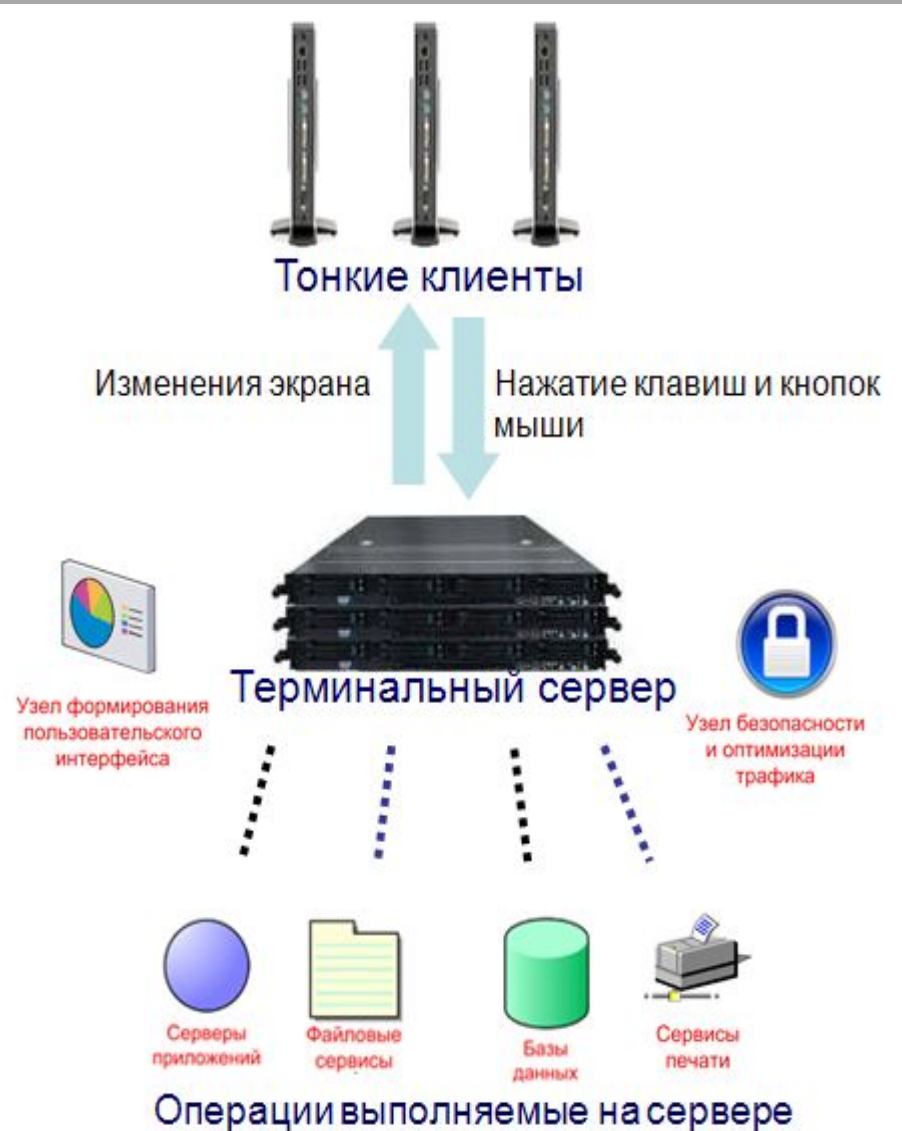 Тонкие клиенты
Изменения экрана
Нажатие клавиш и кнопок
мыши
Терминальный сервер
Узел формирования
пользовательского
интерфейса
Узел безопасности
и оптимизации
трафика
Серверы
приложений
Файловые
сервисы
Базы
данных
Сервисы
печати
Операции выполняемые на сервере